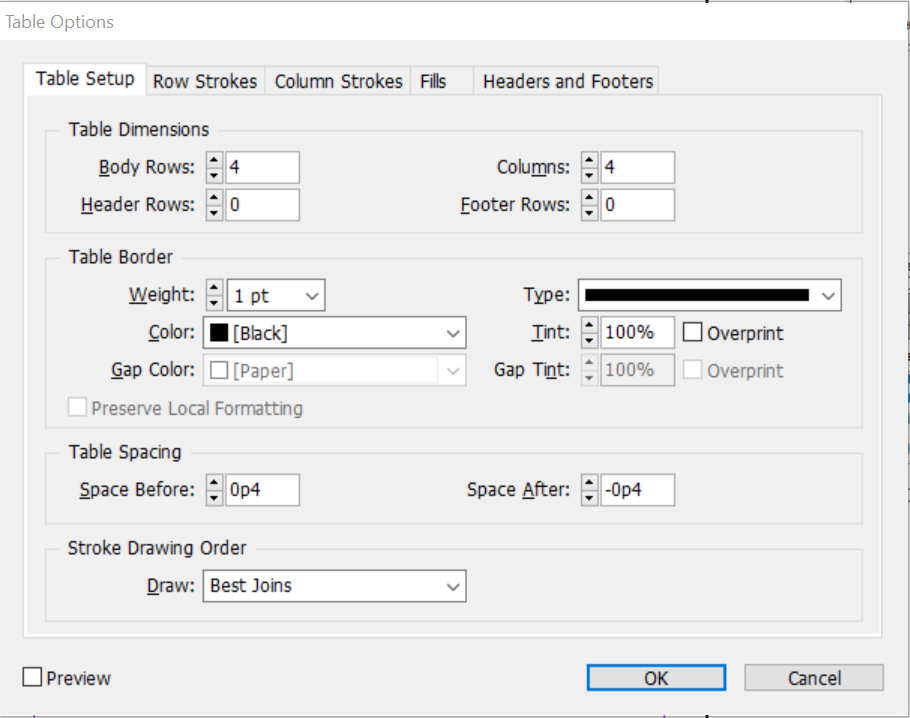 Table Options
Table Setup Row Strokes Column Strokes Fills Headers and Footers
Table Dimensions
Body Rows: 4 Columns: 4
Header Rows: 0 Footer Rows: 0
Table Border
Weight: 1 pt Type:
Color: [Black] Tint: 100% Overprint
Gap Color: [Paper] Gap Tint: 100% Overprint
Preserve Local Formatting
Table Spacing
Space Before: 0p4 Space After: -0p4
Stroke Drawing Order
Draw: Best Joins
Preview OK Cancel